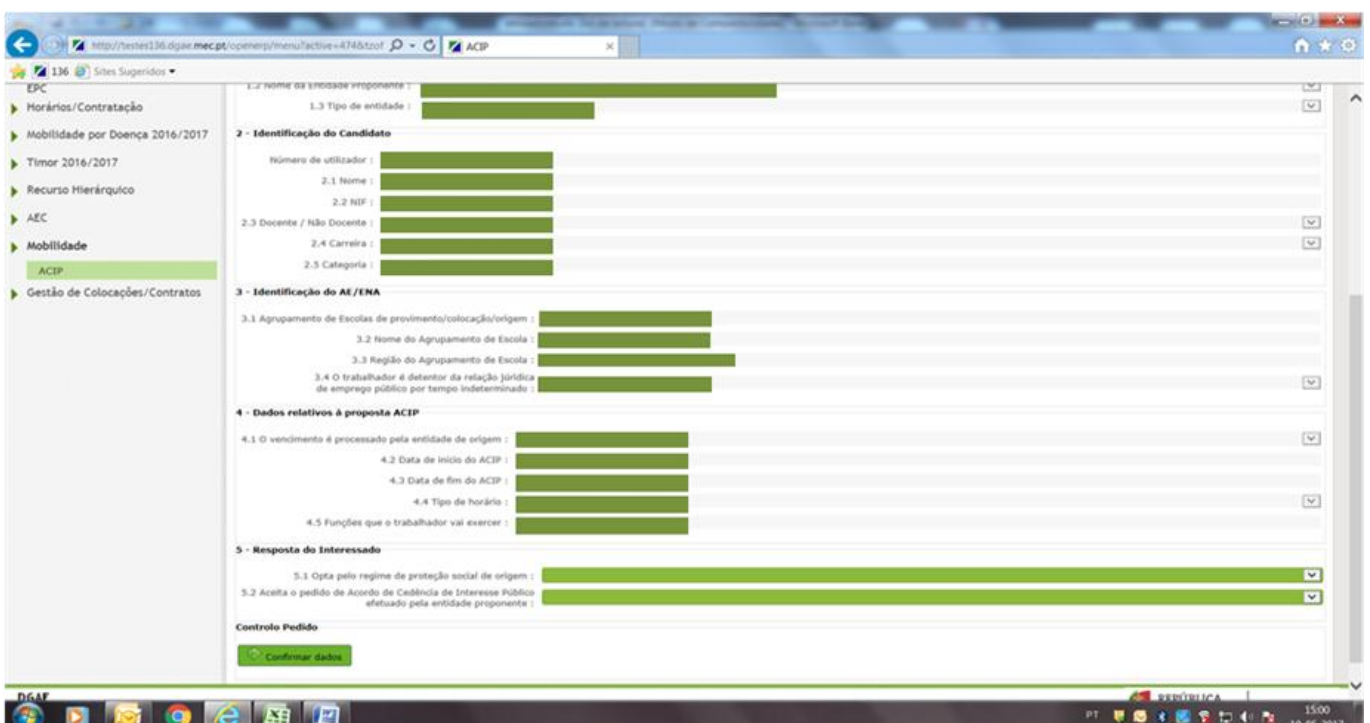 http://testes136.dgae.mec.pt/openerp/menu?active=474&tzof
ACIP
136 Sites Sugeridos
EPC
Horários/Contratação
Mobilidade por Doença 2016/2017
Timor 2016/2017
Recurso Hierárquico
AEC
Mobilidade
ACIP
Gestão de Colocações/Contratos
1.2 Nome da Entidade Proponente :
1.3 Tipo de entidade :
2 - Identificação do Candidato
Número de utilizador :
2.1 Nome :
2.2 NIF :
2.3 Docente / Não Docente :
2.4 Carreira :
2.5 Categoria :
3 - Identificação do AE/ENA
3.1 Agrupamento de Escolas de provimento/colocação/origem :
3.2 Nome do Agrupamento de Escola :
3.3 Região do Agrupamento de Escola :
3.4 O trabalhador é detentor da relação jurídica
de emprego público por tempo indeterminado :
4 - Dados relativos à proposta ACIP
4.1 O vencimento é processado pela entidade de origem :
4.2 Data de início do ACIP :
4.3 Data de fim do ACIP :
4.4 Tipo de horário :
4.5 Funções que o trabalhador vai exercer :
5 - Resposta do Interessado
5.1 Opta pelo regime de proteção social de origem :
5.2 Aceita o pedido de Acordo de Cedência de Interesse Público
efetuado pela entidade proponente :
Controlo Pedido
Confirmar dados
DGAE
REPÚBLICA
PT
15:00